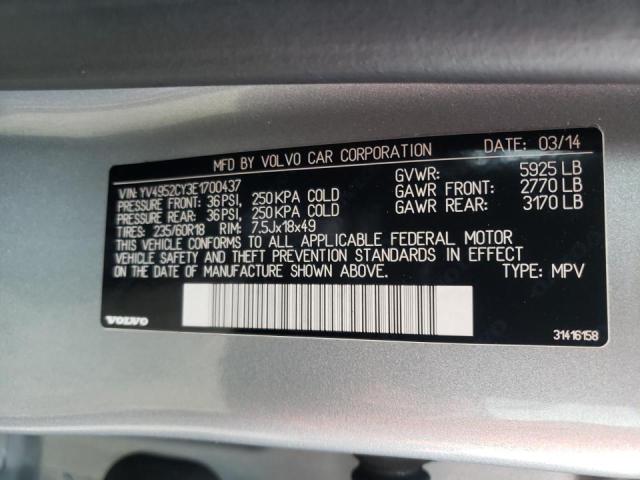 MFD BY VOLVO CAR CORPORATION DATE: 03/14
VIN: YV4952CY3E1700437 GVWR: 5925 LB
PRESSURE FRONT: 36 PSI, 250 KPA COLD GAWR FRONT: 2770 LB
PRESSURE REAR: 36 PSI, 250 KPA COLD GAWR REAR: 3170 LB
TIRES: 235/60R18 RIM: 7.5Jx18x49
THIS VEHICLE CONFORMS TO ALL APPLICABLE FEDERAL MOTOR
VEHICLE SAFETY AND THEFT PREVENTION STANDARDS IN EFFECT
ON THE DATE OF MANUFACTURE SHOWN ABOVE. TYPE: MPV
VOLVO 31416158